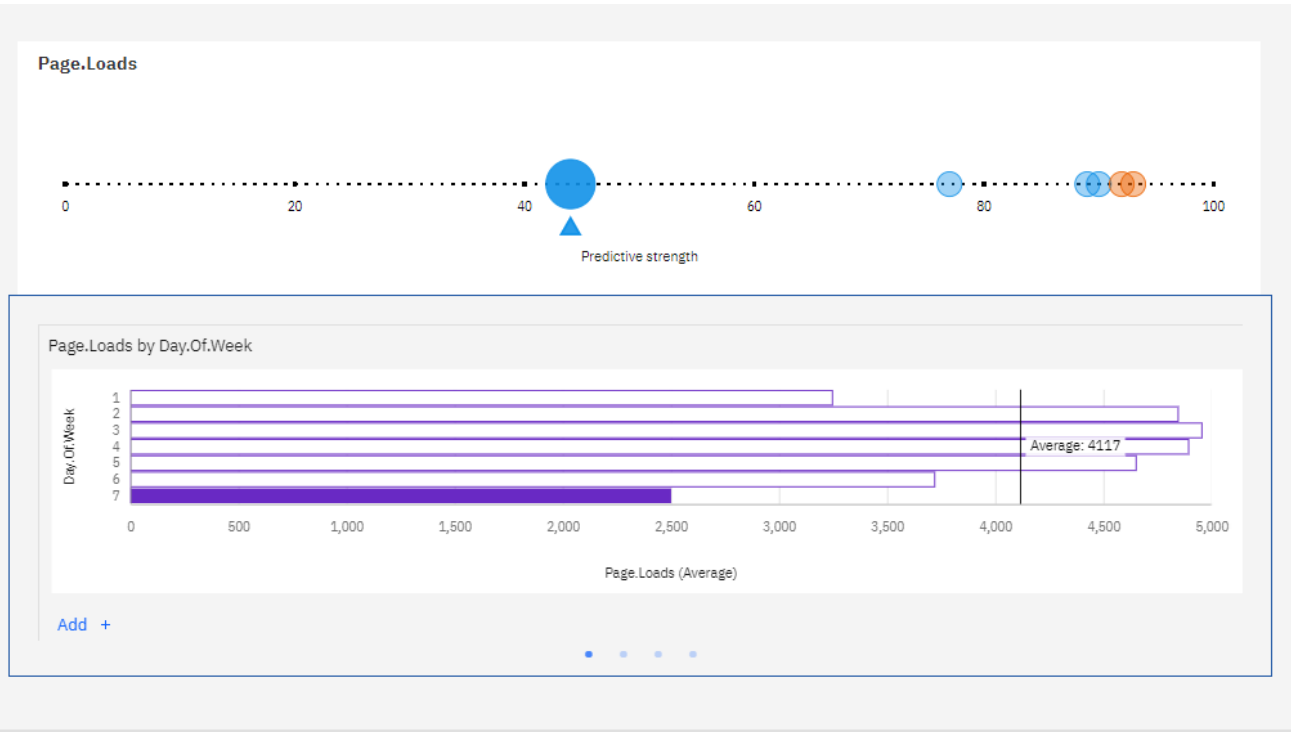 Page.Loads
0 20 40 60 80 100
Predictive strength
Page.Loads by Day.Of.Week
Day.Of.Week
1
2
3
4
Average: 4117
5
6
7
0 500 1,000 1,500 2,000 2,500 3,000 3,500 4,000 4,500 5,000
Page.Loads (Average)
Add +